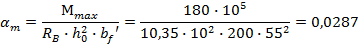 α_m = M_max / (R_B · h_0^2 · b_f') = 180 · 10^5 / (10,35 · 10^2 · 200 · 55^2) = 0,0287